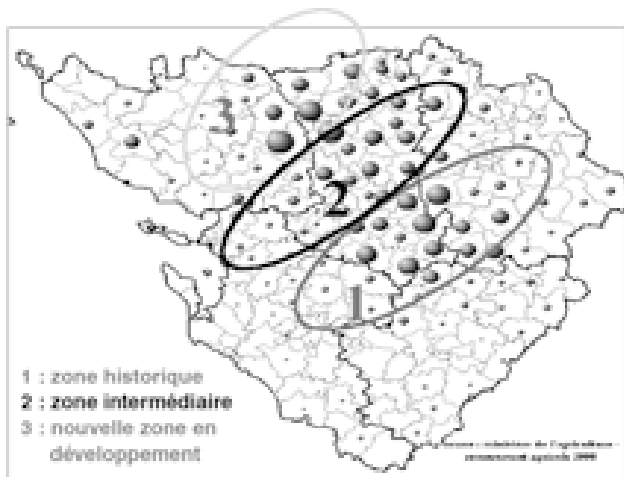 3
2
1
1 : zone historique
2 : zone intermédiaire
3 : nouvelle zone en
développement